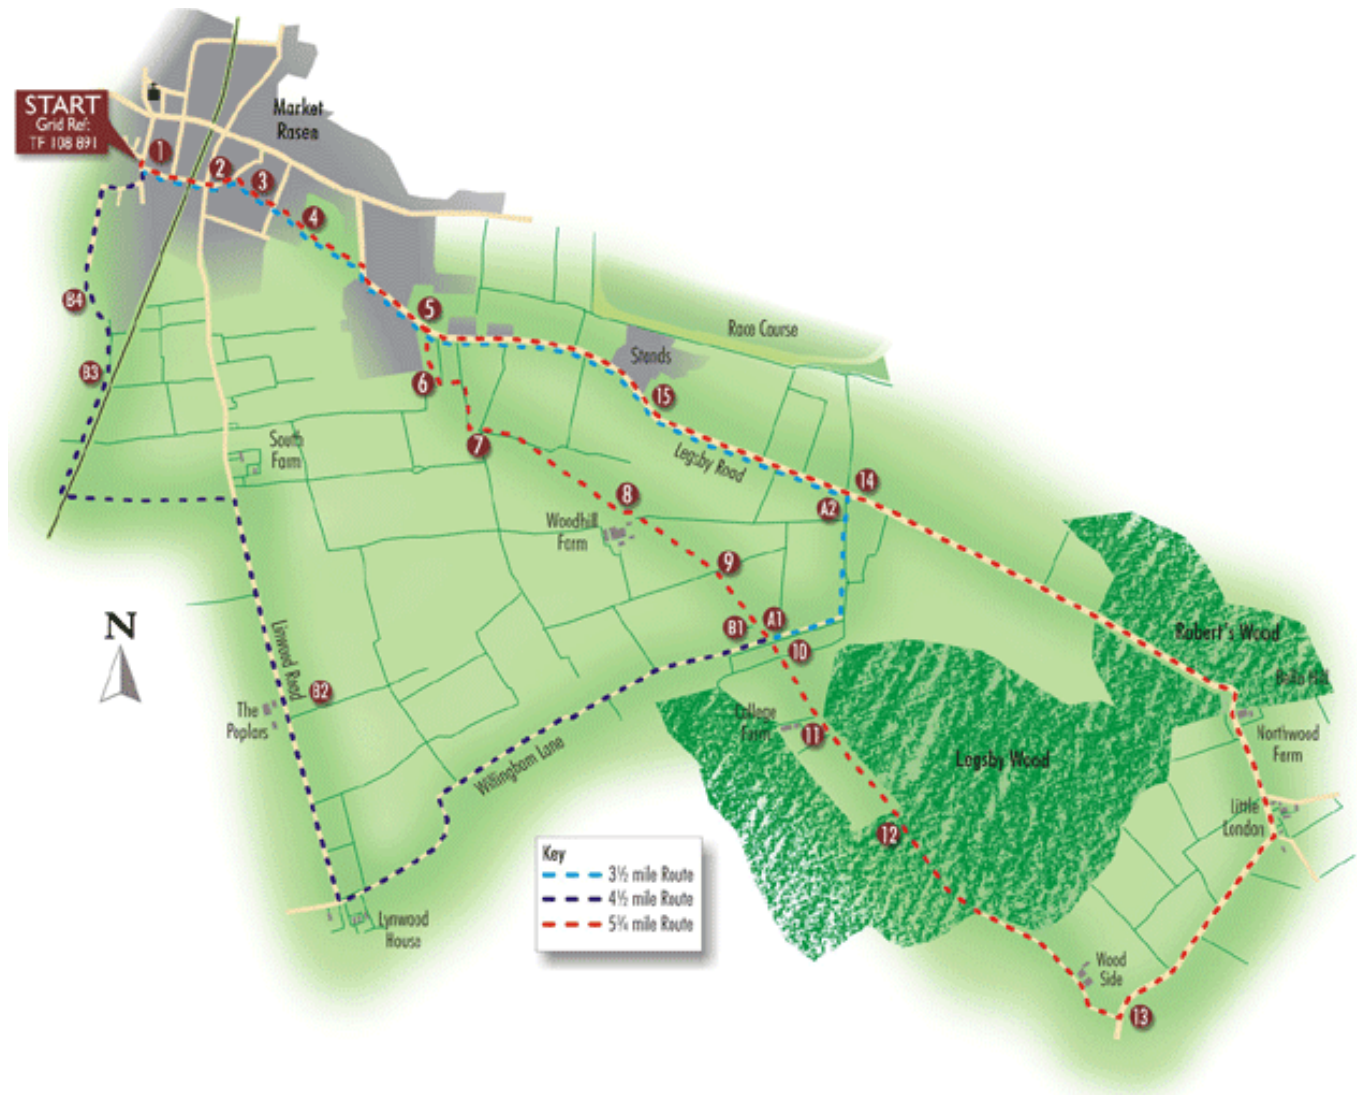 START
Grid Ref:
TF 108 891
Market
Rasen
1
2
3
4
B4
5
Race Course
B3
Stands
6
15
7
South
Farm
Legsby Road
14
8
A2
Woodhill
Farm
9
N
B1
A1
10
Robert's Wood
Linwood Road
B2
The
Poplars
College
Farm
11
Northwood
Farm
Legsby Wood
Willingham Lane
Little
London
12
Key
3½ mile Route
4½ mile Route
5¾ mile Route
Lynwood
House
Wood
Side
13